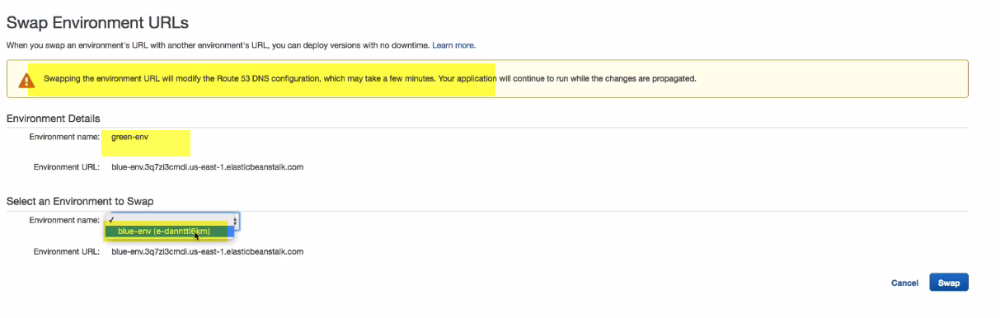 Swap Environment URLs
When you swap an environment's URL with another environment's URL, you can deploy versions with no downtime. Learn more.
Swapping the environment URL will modify the Route 53 DNS configuration, which may take a few minutes. Your application will continue to run while the changes are propagated.
Environment Details
Environment name: green-env
Environment URL: blue-env.3q7zi3cmdi.us-east-1.elasticbeanstalk.com
Select an Environment to Swap
Environment name: ✓
blue-env (e-danntti6km)
Environment URL: blue-env.3q7zi3cmdi.us-east-1.elasticbeanstalk.com
Cancel Swap